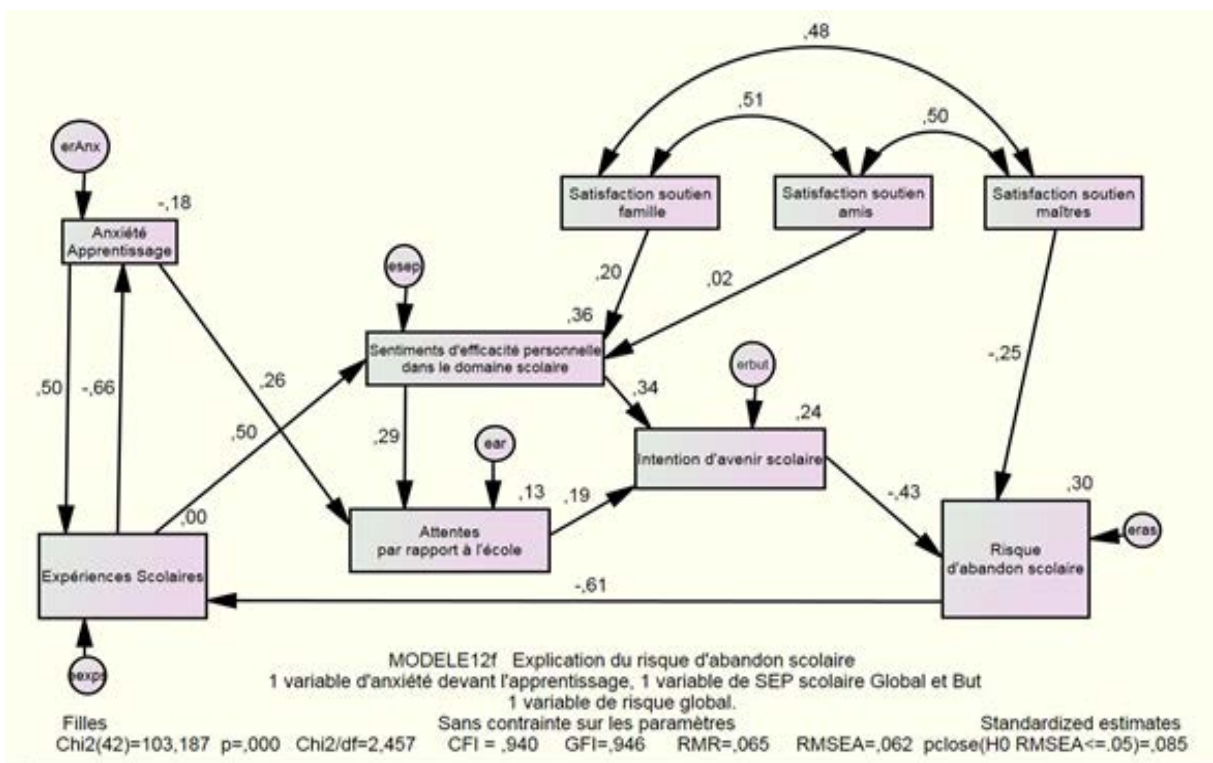 ,48
,51
,50
erAnx
-,18
Anxiété
Apprentissage
Satisfaction soutien
famille
Satisfaction soutien
amis
Satisfaction soutien
maîtres
esep
,20
,02
,36
Sentiments d'efficacité personnelle
dans le domaine scolaire
-,25
erbut
,50
-,66
,26
,50
,34
,24
,29
ear
Intention d'avenir scolaire
,13
,19
-,43
,30
,00
Attentes
par rapport à l'école
Expériences Scolaires
Risque
d'abandon scolaire
eras
-,61
MODELE12f Explication du risque d'abandon scolaire
1 variable d'anxiété devant l'apprentissage, 1 variable de SEP scolaire Global et But
1 variable de risque global.
Filles Sans contrainte sur les paramètres Standardized estimates
Chi2(42)=103,187 p=,000 Chi2/df=2,457 CFI = ,940 GFI=,946 RMR=,065 RMSEA=,062 pclose(H0 RMSEA<=.05)=,085